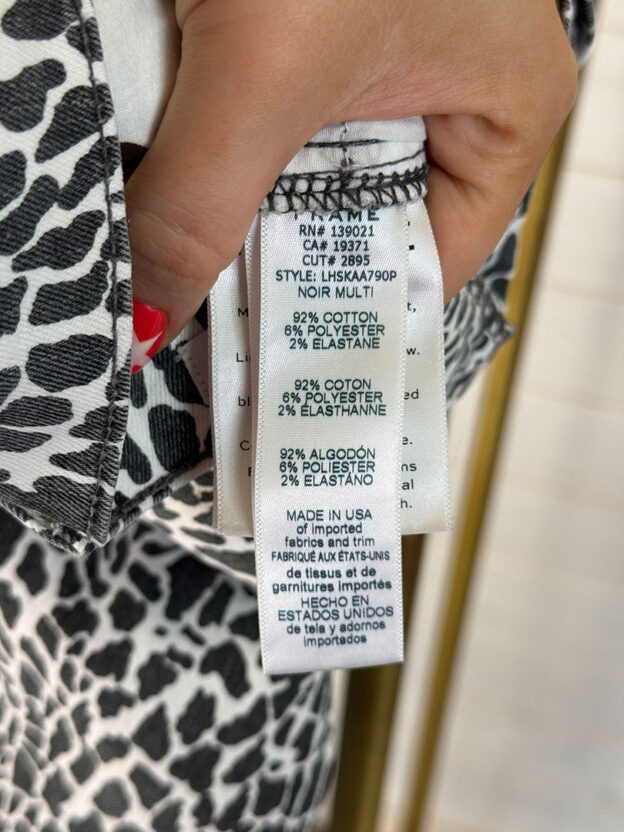 FRAME
RN# 139021
CA# 19371
CUT# 2895
STYLE: LHSKAA790P
NOIR MULTI
92% COTTON
6% POLYESTER
2% ELASTANE
92% COTON
6% POLYESTER
2% ÉLASTHANNE
92% ALGODÓN
6% POLIESTER
2% ELASTANO
MADE IN USA
of imported
fabrics and trim
FABRIQUÉ AUX ÉTATS-UNIS
de tissus et de
garnitures importés
HECHO EN
ESTADOS UNIDOS
de tela y adornos
importados